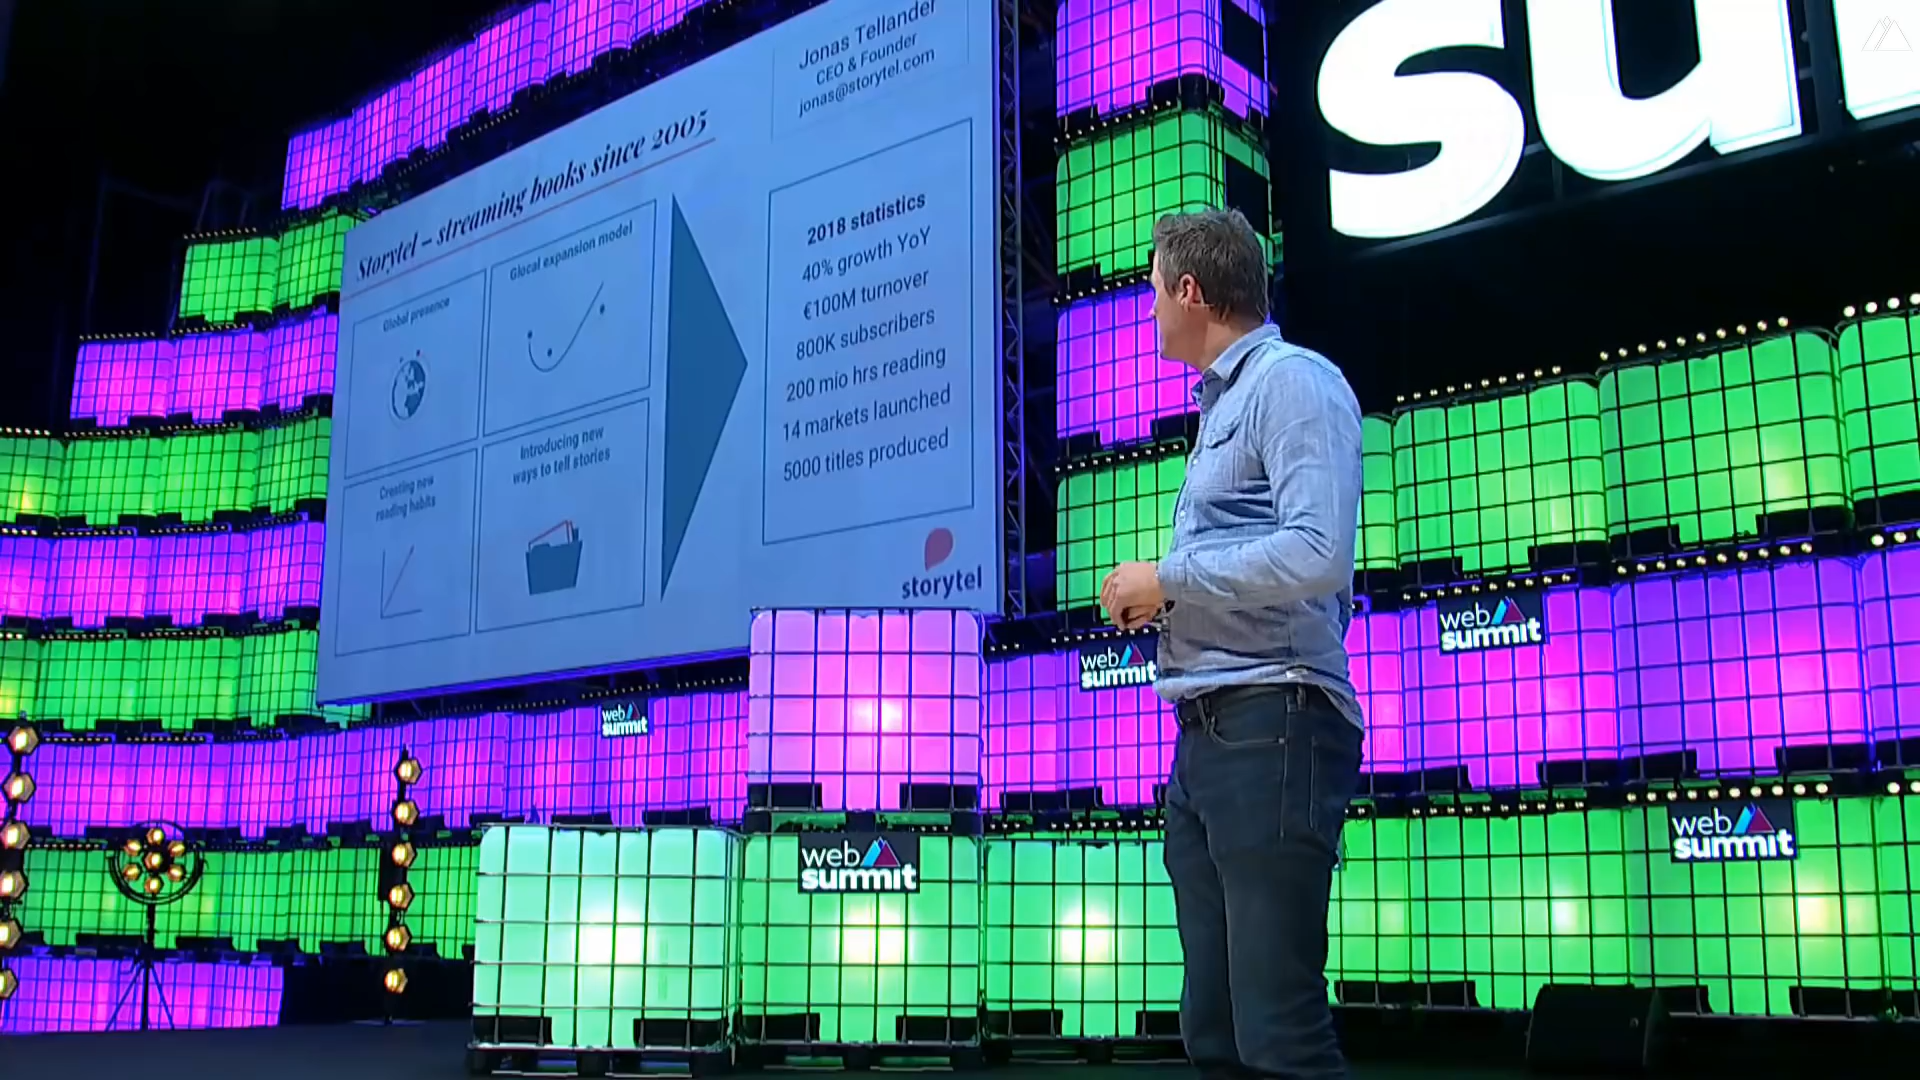 Jonas Tellander
CEO & Founder
jonas@storytel.com
Storytel – streaming books since 2005
Global presence
Glocal expansion model
Creating new
reading habits
Introducing new
ways to tell stories
2018 statistics
40% growth YoY
€100M turnover
800K subscribers
200 mio hrs reading
14 markets launched
5000 titles produced
storytel
su
web
summit
web
summit
web
summit
web
summit
web
summit